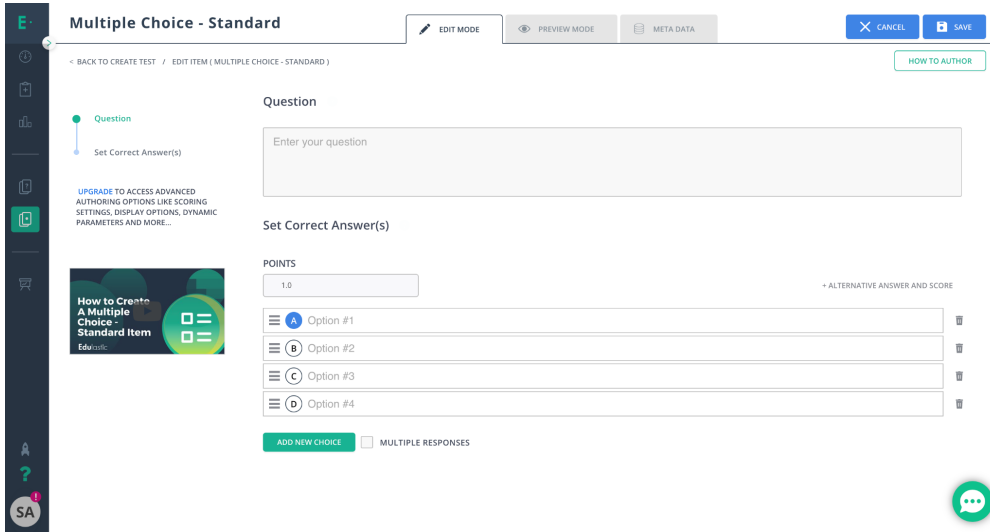 E
Multiple Choice - Standard
EDIT MODE
PREVIEW MODE
META DATA
CANCEL
SAVE
< BACK TO CREATE TEST / EDIT ITEM ( MULTIPLE CHOICE - STANDARD )
HOW TO AUTHOR
Question
Set Correct Answer(s)
UPGRADE TO ACCESS ADVANCED
AUTHORING OPTIONS LIKE SCORING
SETTINGS, DISPLAY OPTIONS, DYNAMIC
PARAMETERS AND MORE...
How to Create
A Multiple
Choice -
Standard Item
Edulastic
Question
Enter your question
Set Correct Answer(s)
POINTS
1.0
+ ALTERNATIVE ANSWER AND SCORE
A Option #1
B Option #2
C Option #3
D Option #4
ADD NEW CHOICE
MULTIPLE RESPONSES
?
!
SA